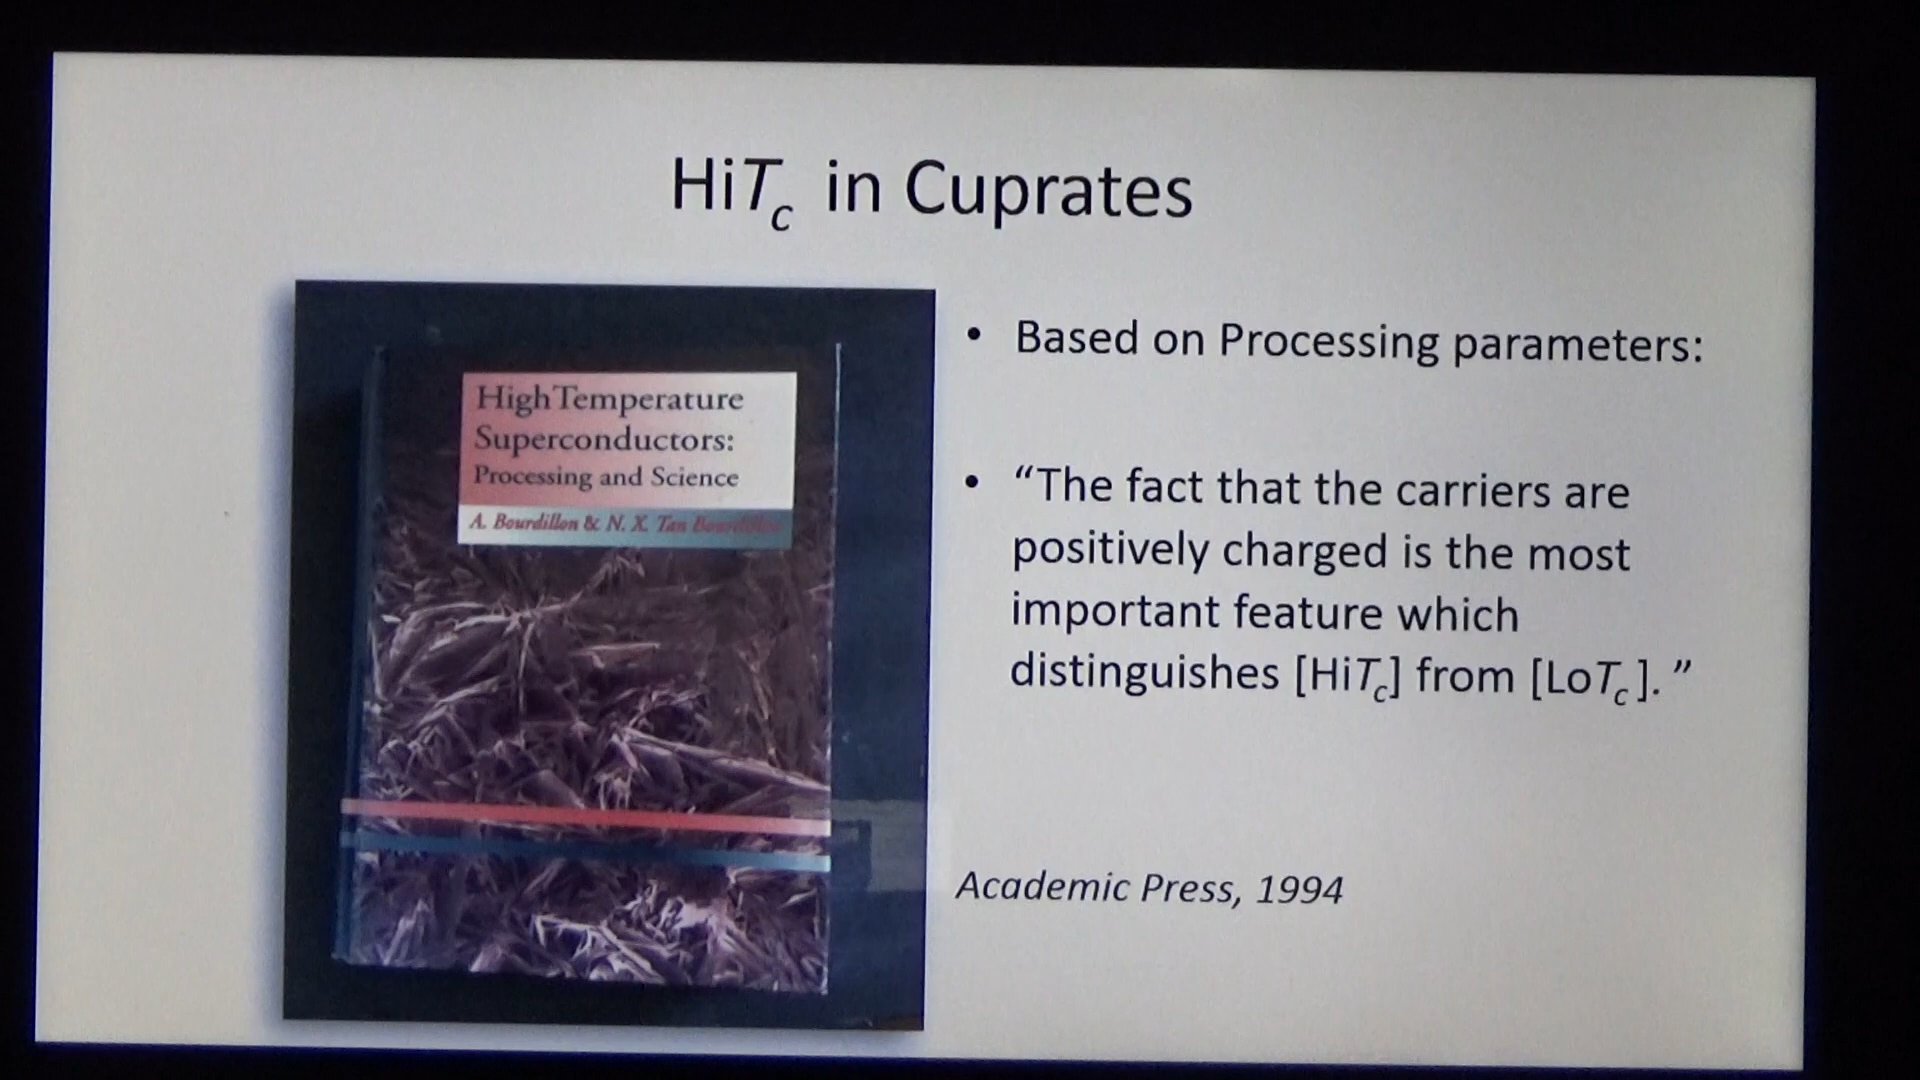 HiTc in Cuprates
High Temperature
Superconductors:
Processing and Science
A. Bourdillon & N. X. Tan Bourdillon
• Based on Processing parameters:
• “The fact that the carriers are
positively charged is the most
important feature which
distinguishes [HiTc] from [LoTc]. ”
Academic Press, 1994